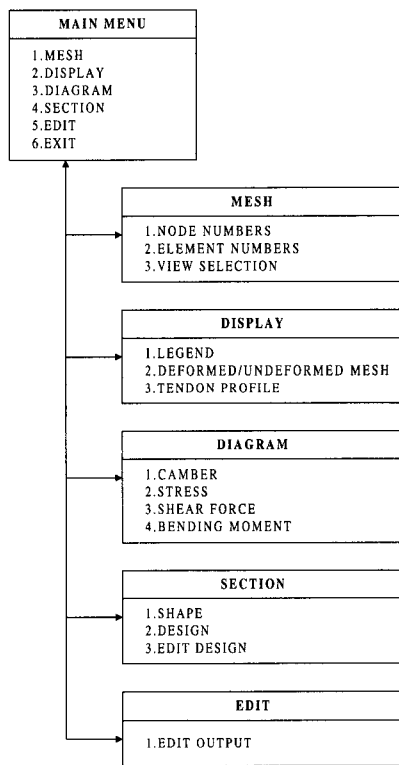 MAIN MENU
1.MESH
2.DISPLAY
3.DIAGRAM
4.SECTION
5.EDIT
6.EXIT
MESH
1.NODE NUMBERS
2.ELEMENT NUMBERS
3.VIEW SELECTION
DISPLAY
1.LEGEND
2.DEFORMED/UNDEFORMED MESH
3.TENDON PROFILE
DIAGRAM
1.CAMBER
2.STRESS
3.SHEAR FORCE
4.BENDING MOMENT
SECTION
1.SHAPE
2.DESIGN
3.EDIT DESIGN
EDIT
1.EDIT OUTPUT